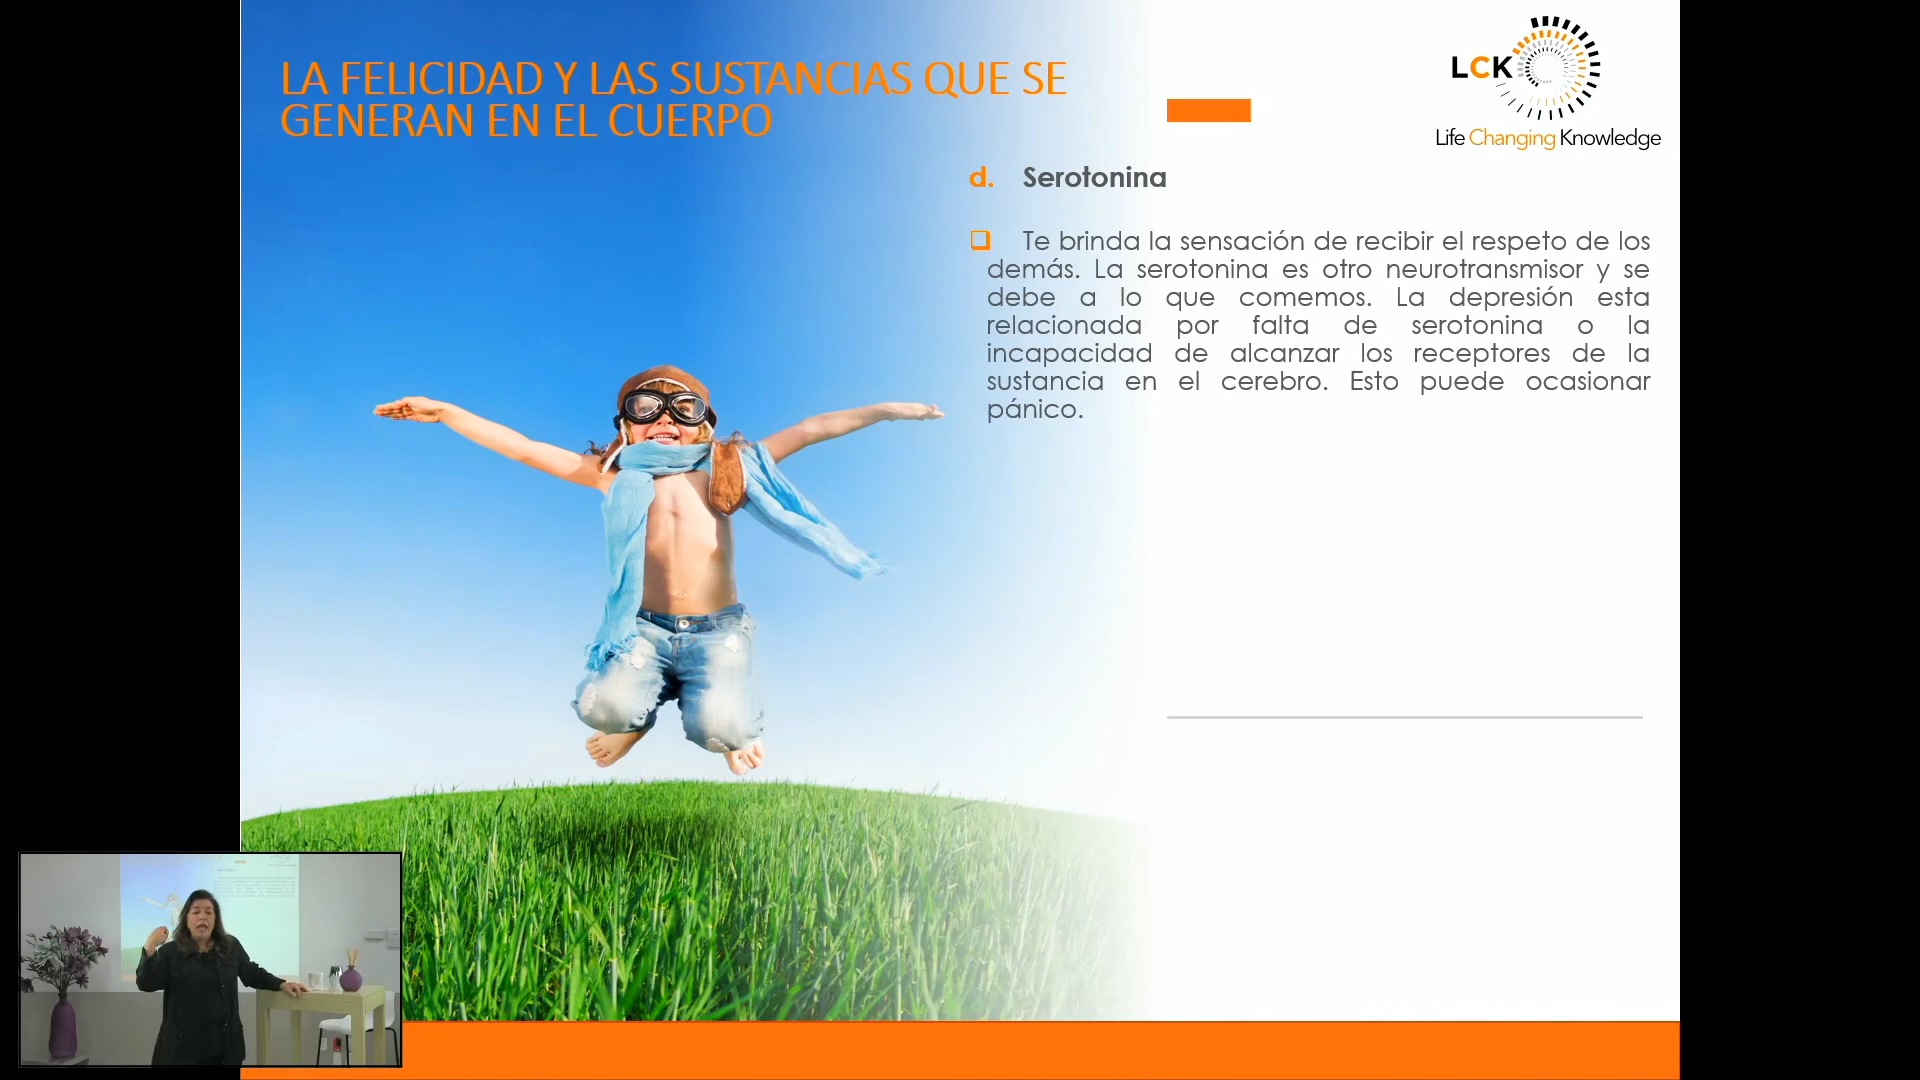 LA FELICIDAD Y LAS SUSTANCIAS QUE SE
GENERAN EN EL CUERPO
LCK
Life Changing Knowledge
d. Serotonina
Te brinda la sensación de recibir el respeto de los
demás. La serotonina es otro neurotransmisor y se
debe a lo que comemos. La depresión esta
relacionada por falta de serotonina o la
incapacidad de alcanzar los receptores de la
sustancia en el cerebro. Esto puede ocasionar
pánico.